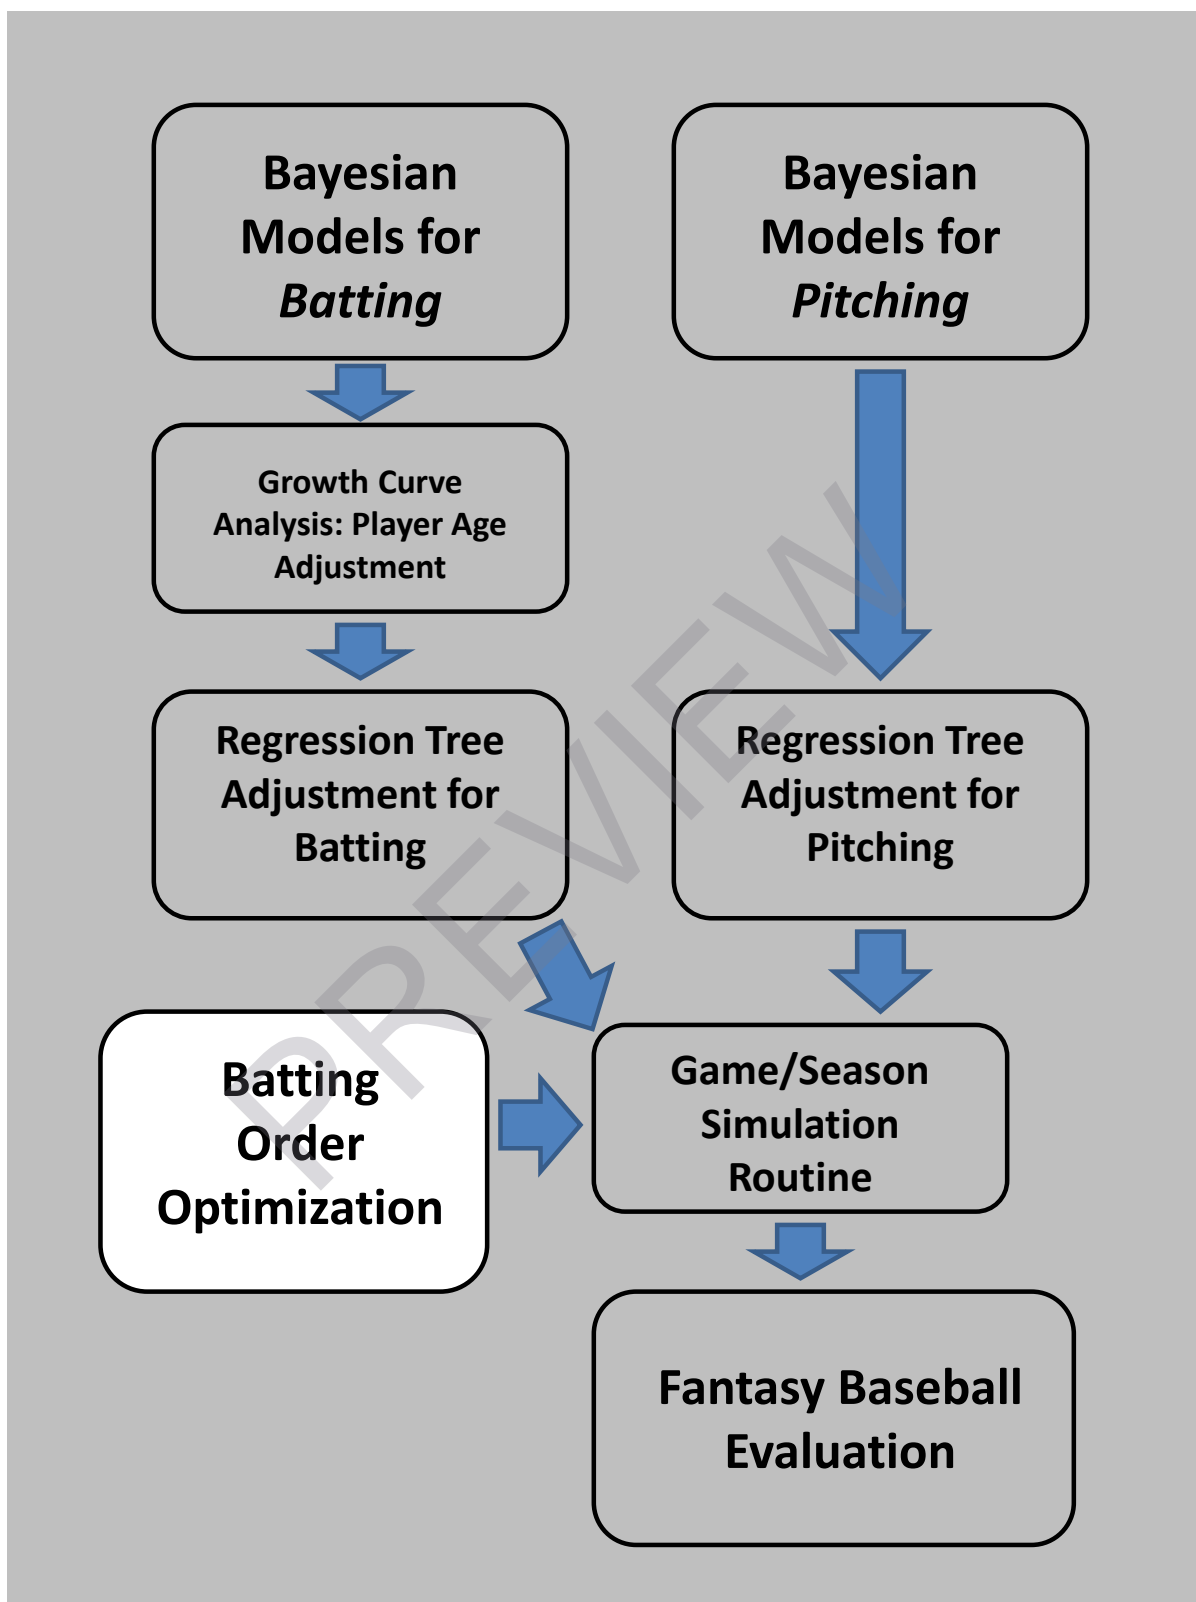 Bayesian
Models for
Batting
Bayesian
Models for
Pitching
Growth Curve
Analysis: Player Age
Adjustment
Regression Tree
Adjustment for
Batting
Regression Tree
Adjustment for
Pitching
Batting
Order
Optimization
Game/Season
Simulation
Routine
Fantasy Baseball
Evaluation
PREVIEW